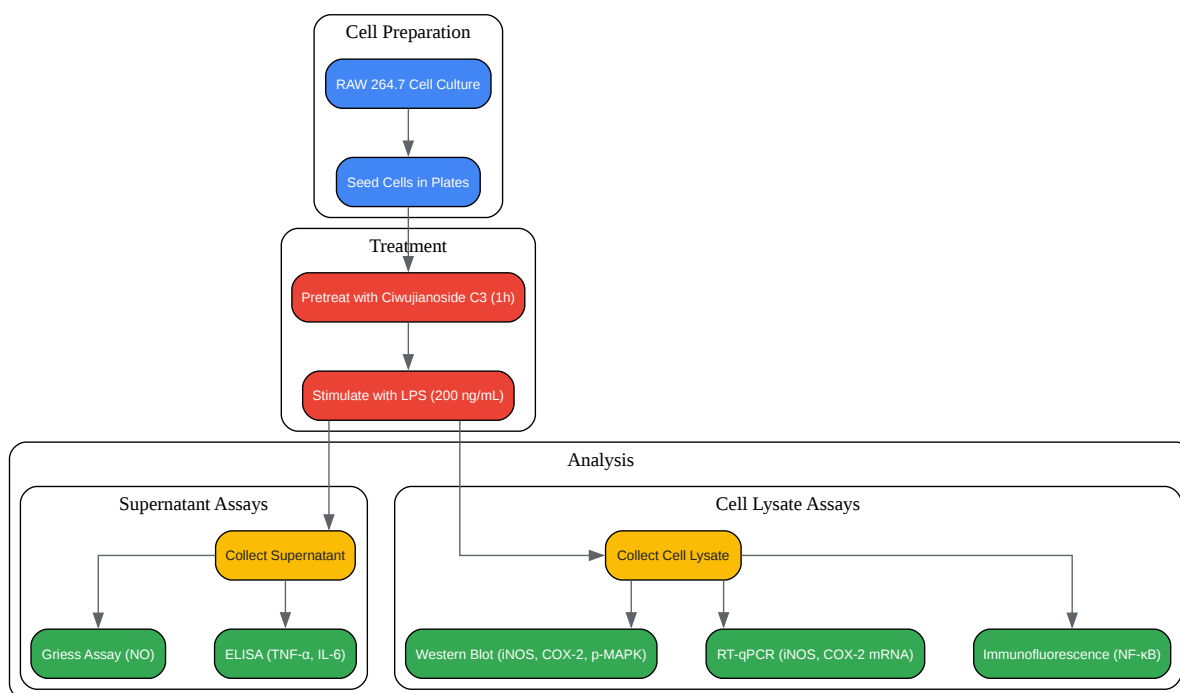 Cell Preparation
RAW 264.7 Cell Culture
Seed Cells in Plates
Treatment
Pretreat with Ciwujianoside C3 (1h)
Stimulate with LPS (200 ng/mL)
Analysis
Supernatant Assays
Cell Lysate Assays
Collect Supernatant
Collect Cell Lysate
Griess Assay (NO)
ELISA (TNF-α, IL-6)
Western Blot (iNOS, COX-2, p-MAPK)
RT-qPCR (iNOS, COX-2 mRNA)
Immunofluorescence (NF-κB)